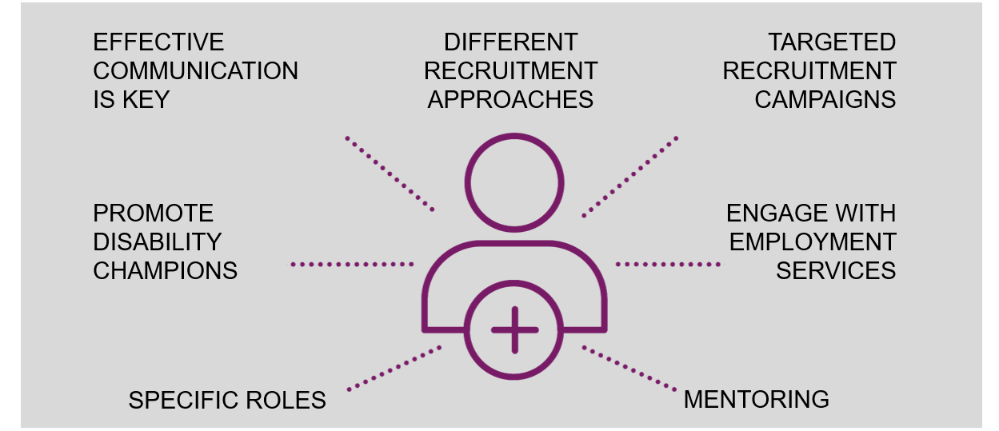 EFFECTIVE
COMMUNICATION
IS KEY
DIFFERENT
RECRUITMENT
APPROACHES
TARGETED
RECRUITMENT
CAMPAIGNS
PROMOTE
DISABILITY
CHAMPIONS
ENGAGE WITH
EMPLOYMENT
SERVICES
SPECIFIC ROLES
MENTORING